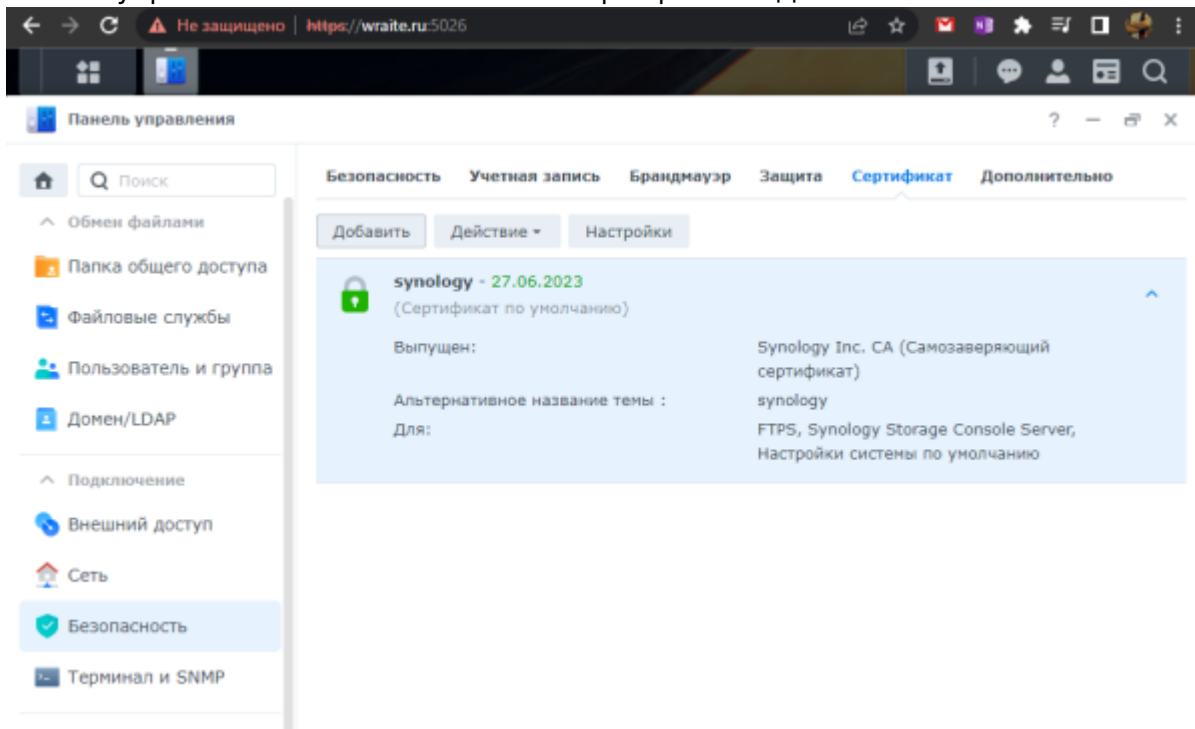 Не защищено https://wraite.ru:5026
Панель управления
Поиск
Обмен файлами
Папка общего доступа
Файловые службы
Пользователь и группа
Домен/LDAP
Подключение
Внешний доступ
Сеть
Безопасность
Терминал и SNMP
Безопасность Учетная запись Брандмауэр Защита Сертификат Дополнительно
Добавить Действие Настройки
synology - 27.06.2023
(Сертификат по умолчанию)
Выпущен: Synology Inc. CA (Самозаверяющий
сертификат)
Альтернативное название темы : synology
Для: FTPS, Synology Storage Console Server,
Настройки системы по умолчанию